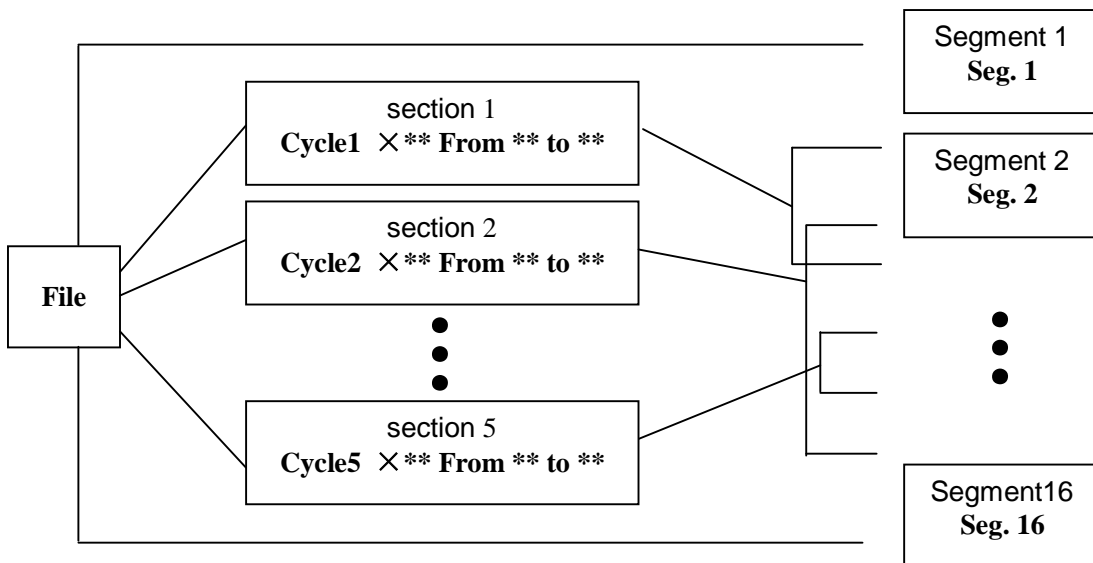 Segment 1
Seg. 1
section 1
Cycle1 ×** From ** to **
Segment 2
Seg. 2
section 2
Cycle2 ×** From ** to **
File
section 5
Cycle5 ×** From ** to **
Segment16
Seg. 16